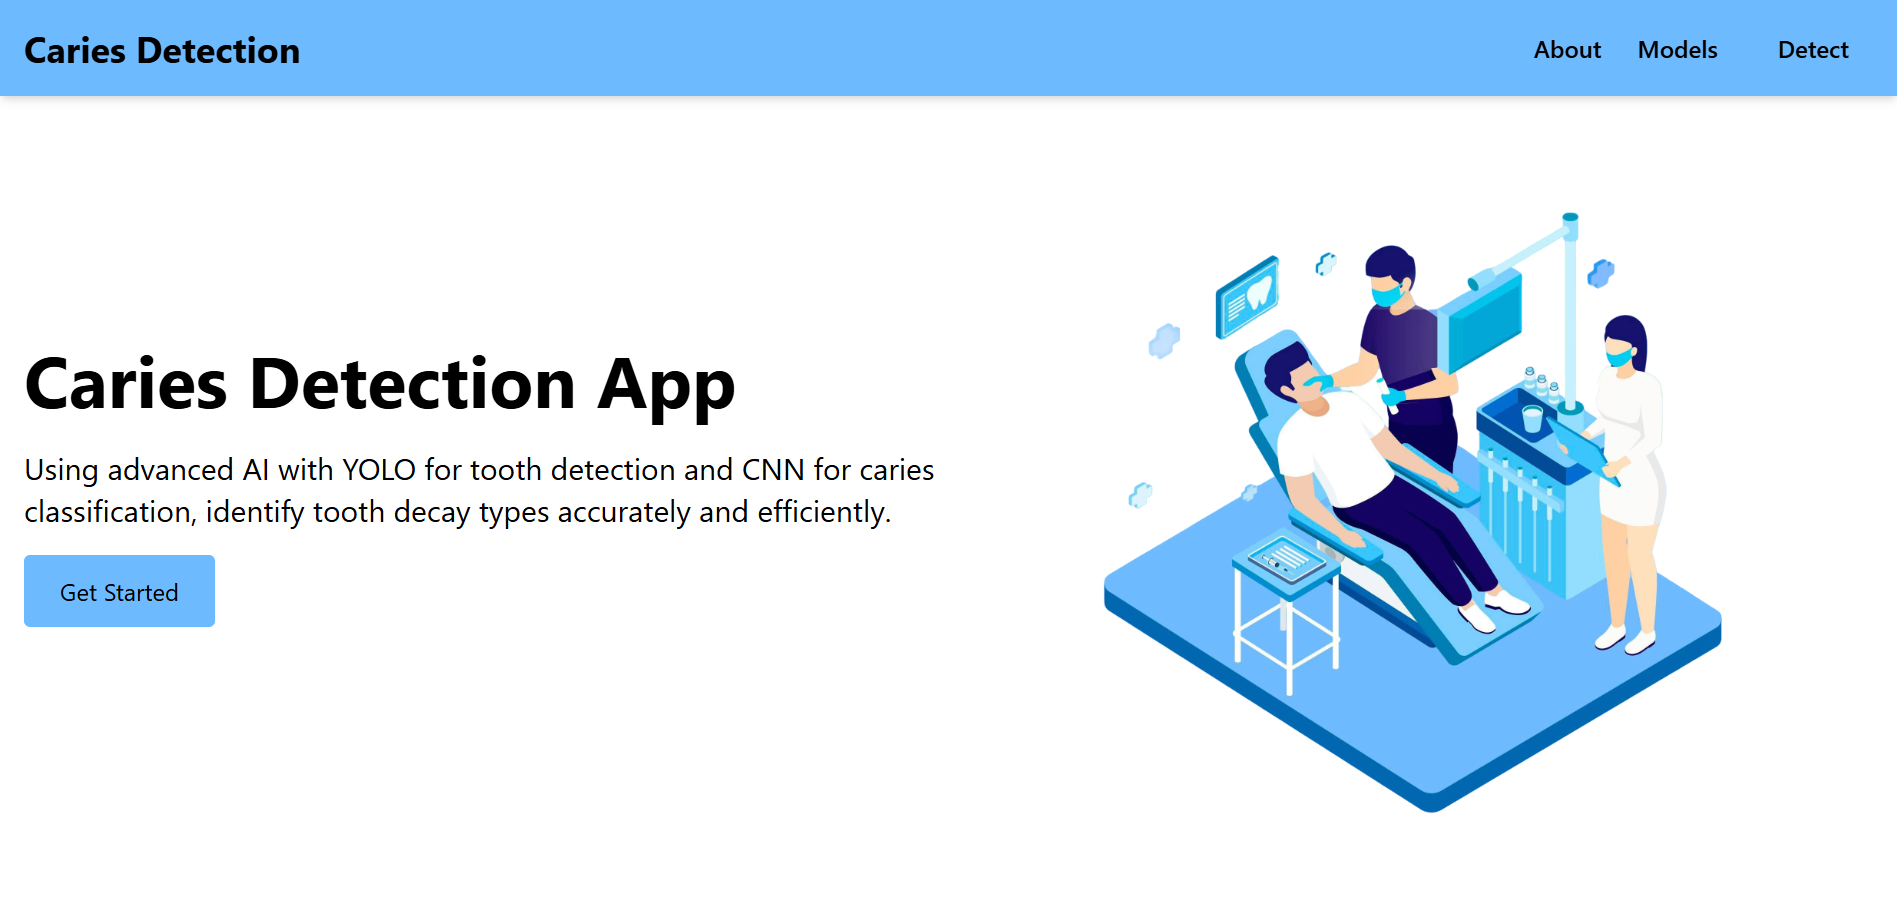 Caries Detection
About Models Detect
Caries Detection App
Using advanced AI with YOLO for tooth detection and CNN for caries
classification, identify tooth decay types accurately and efficiently.
Get Started